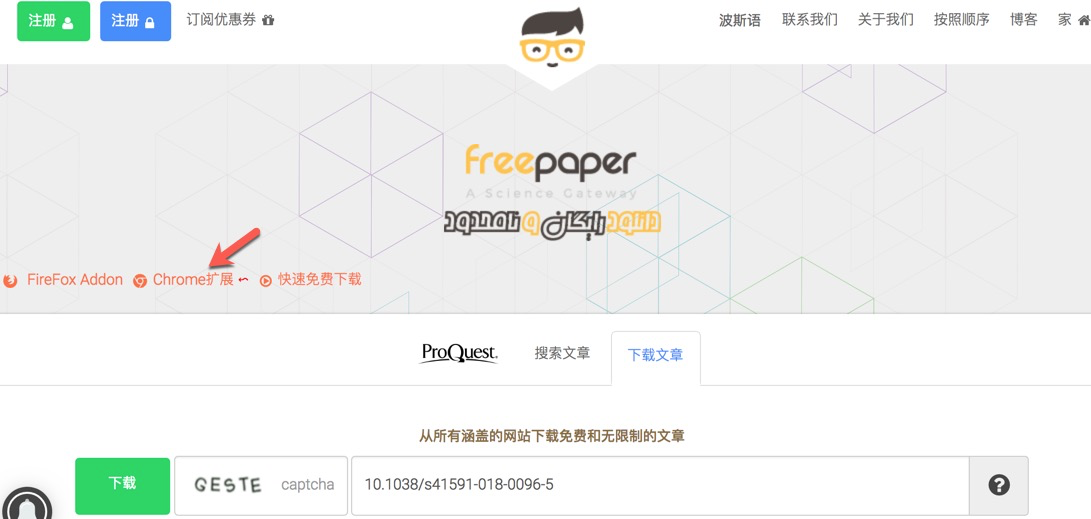 注册
注册
订阅优惠券
波斯语
联系我们
关于我们
按照顺序
博客
家
freepaper
A Science Gateway
دانلود رایگان و نامحدود
FireFox Addon
Chrome扩展
快速免费下载
ProQuest.
搜索文章
下载文章
从所有涵盖的网站下载免费和无限制的文章
下载
GESTE
captcha
10.1038/s41591-018-0096-5